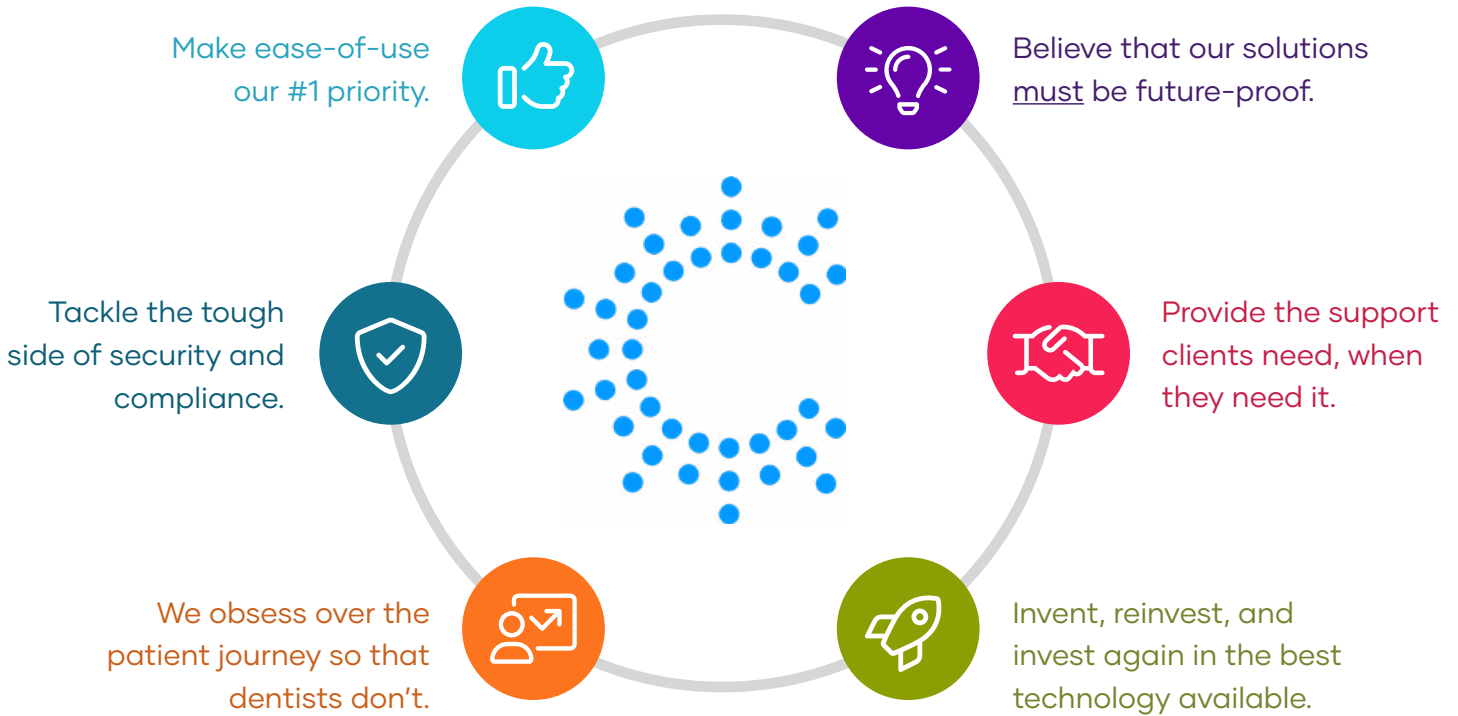 Make ease-of-use
our #1 priority.
Believe that our solutions
must be future-proof.
Tackle the tough
side of security and
compliance.
Provide the support
clients need, when
they need it.
We obsess over the
patient journey so that
dentists don't.
Invent, reinvest, and
invest again in the best
technology available.